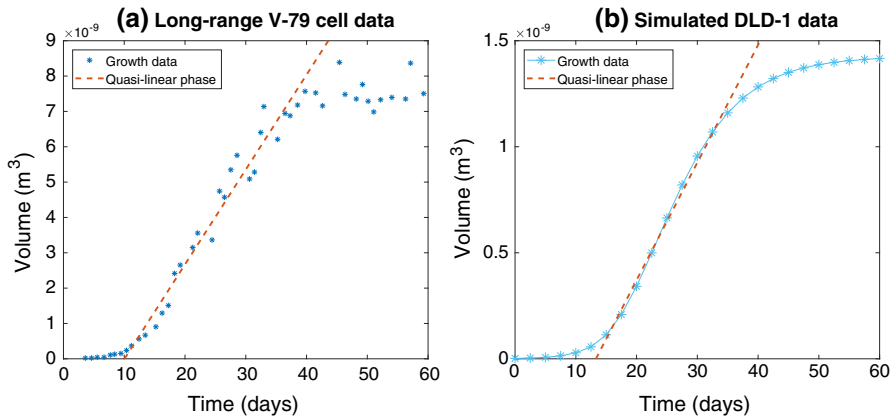 (a) Long-range V-79 cell data
×10⁻⁹
9
8
7
6
5
4
3
2
1
0
Volume (m³)
Growth data
Quasi-linear phase
0 10 20 30 40 50 60
Time (days)
(b) Simulated DLD-1 data
×10⁻⁹
1.5
1
0.5
0
Volume (m³)
Growth data
Quasi-linear phase
0 10 20 30 40 50 60
Time (days)